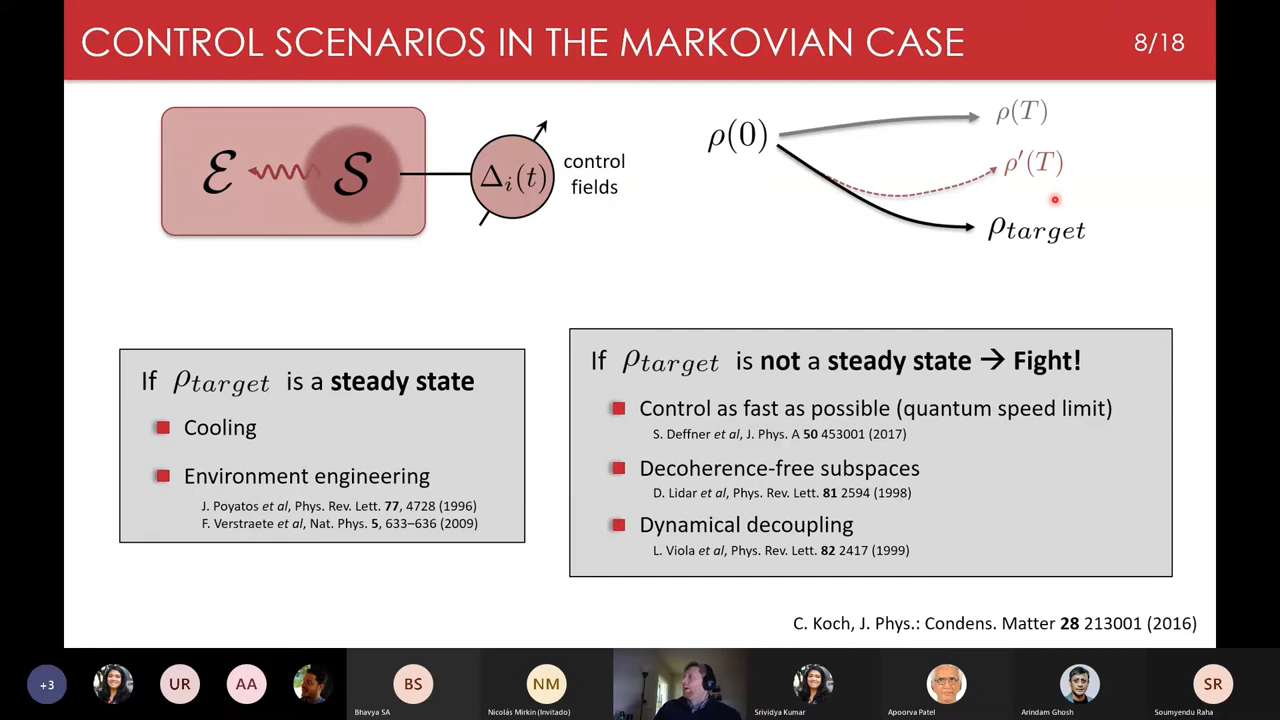 CONTROL SCENARIOS IN THE MARKOVIAN CASE
8/18
ℰ 𝒮
Δᵢ(t)
control
fields
ρ(0)
ρ(T)
ρ′(T)
ρtarget
If ρtarget is a steady state
Cooling
Environment engineering
J. Poyatos et al, Phys. Rev. Lett. 77, 4728 (1996)
F. Verstraete et al, Nat. Phys. 5, 633–636 (2009)
If ρtarget is not a steady state → Fight!
Control as fast as possible (quantum speed limit)
S. Deffner et al, J. Phys. A 50 453001 (2017)
Decoherence-free subspaces
D. Lidar et al, Phys. Rev. Lett. 81 2594 (1998)
Dynamical decoupling
L. Viola et al, Phys. Rev. Lett. 82 2417 (1999)
C. Koch, J. Phys.: Condens. Matter 28 213001 (2016)
+3
UR
AA
BS
Bhavya SA
NM
Nicolás Mirkin (Invitado)
Srividya Kumar
Apoorva Patel
Arindam Ghosh
SR
Soumyendu Raha